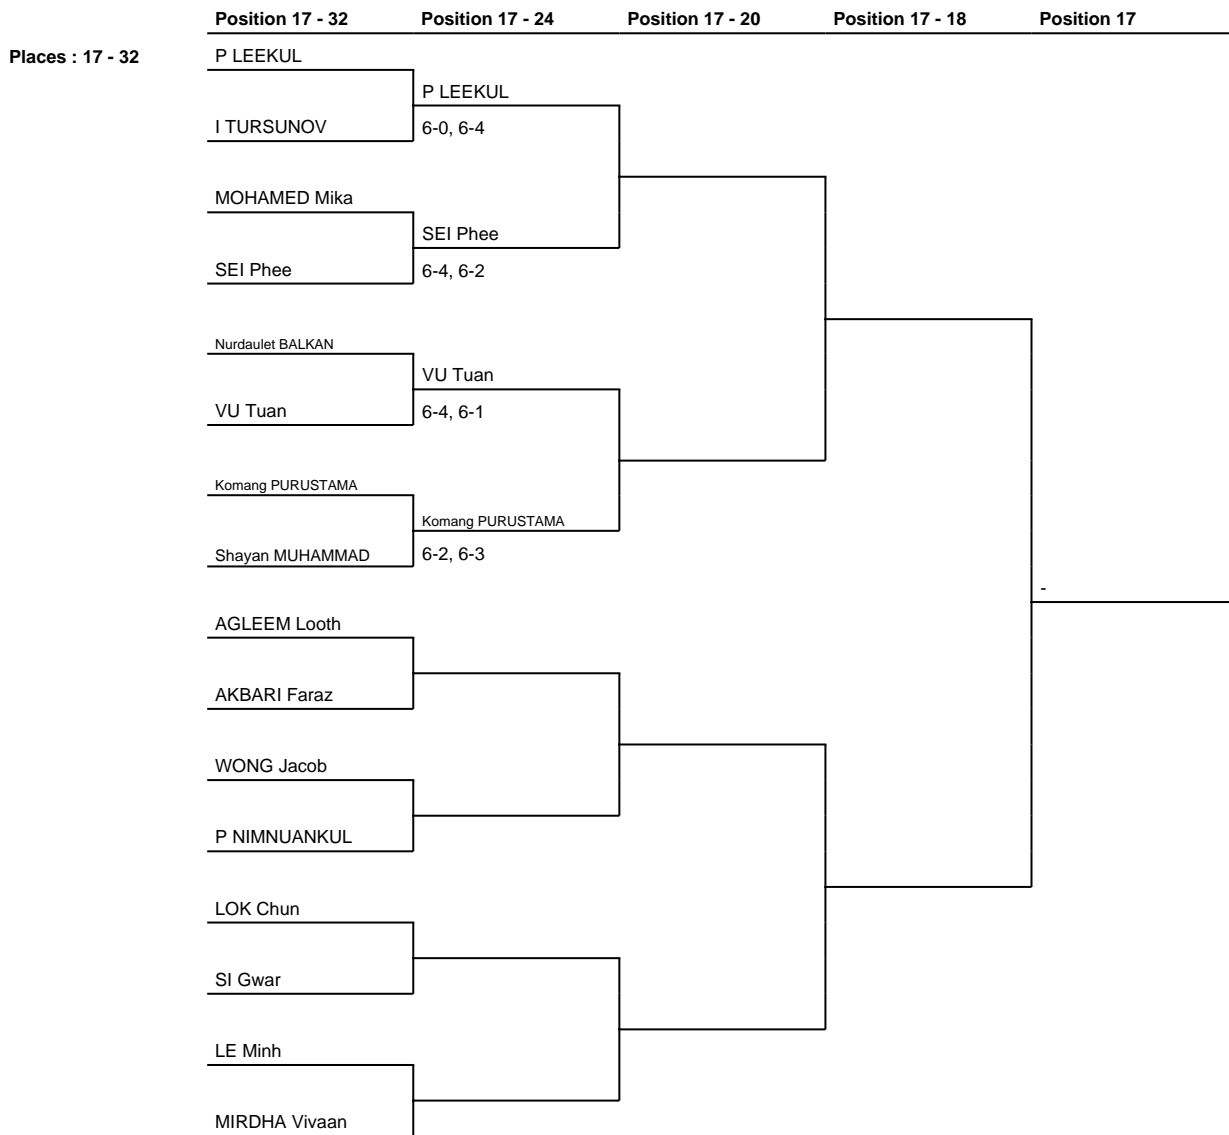 Position 17 - 32 Position 17 - 24 Position 17 - 20 Position 17 - 18 Position 17
Places : 17 - 32
P LEEKUL
P LEEKUL
I TURSUNOV
6-0, 6-4
MOHAMED Mika
SEI Phee
SEI Phee
6-4, 6-2
Nurdaulet BALKAN
VU Tuan
VU Tuan
6-4, 6-1
Komang PURUSTAMA
Komang PURUSTAMA
Shayan MUHAMMAD
6-2, 6-3
-
AGLEEM Looth
AKBARI Faraz
WONG Jacob
P NIMNUANKUL
LOK Chun
SI Gwar
LE Minh
MIRDHA Vivaan